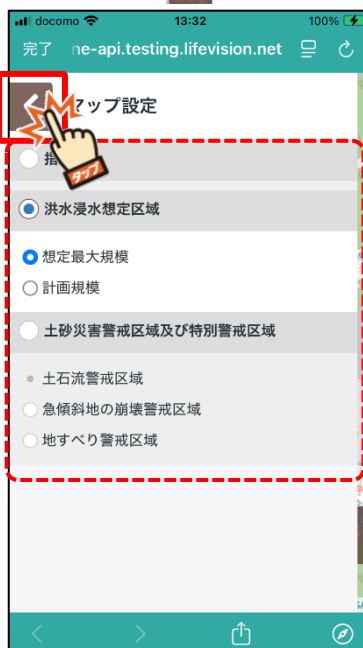 docomo 13:32 100%
完了 ne-api.testing.lifevision.net
マップ設定
指
タップ
洪水浸水想定区域
想定最大規模
計画規模
土砂災害警戒区域及び特別警戒区域
土石流警戒区域
急傾斜地の崩壊警戒区域
地すべり警戒区域